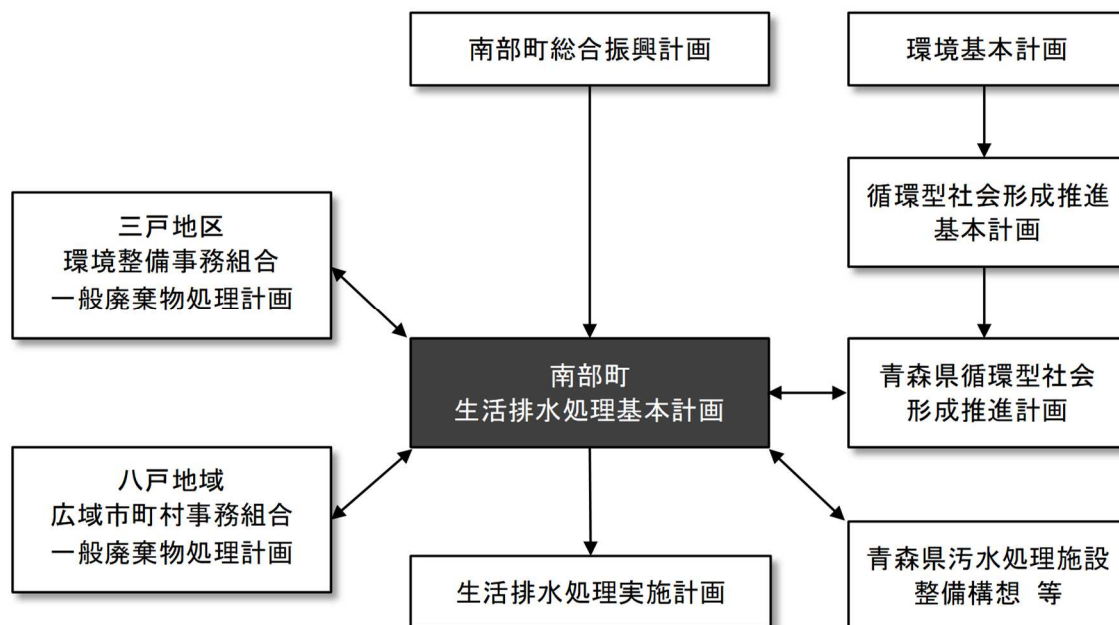 南部町総合振興計画
環境基本計画
循環型社会形成推進
基本計画
三戸地区
環境整備事務組合
一般廃棄物処理計画
南部町
生活排水処理基本計画
青森県循環型社会
形成推進計画
八戸地域
広域市町村事務組合
一般廃棄物処理計画
生活排水処理実施計画
青森県汚水処理施設
整備構想 等